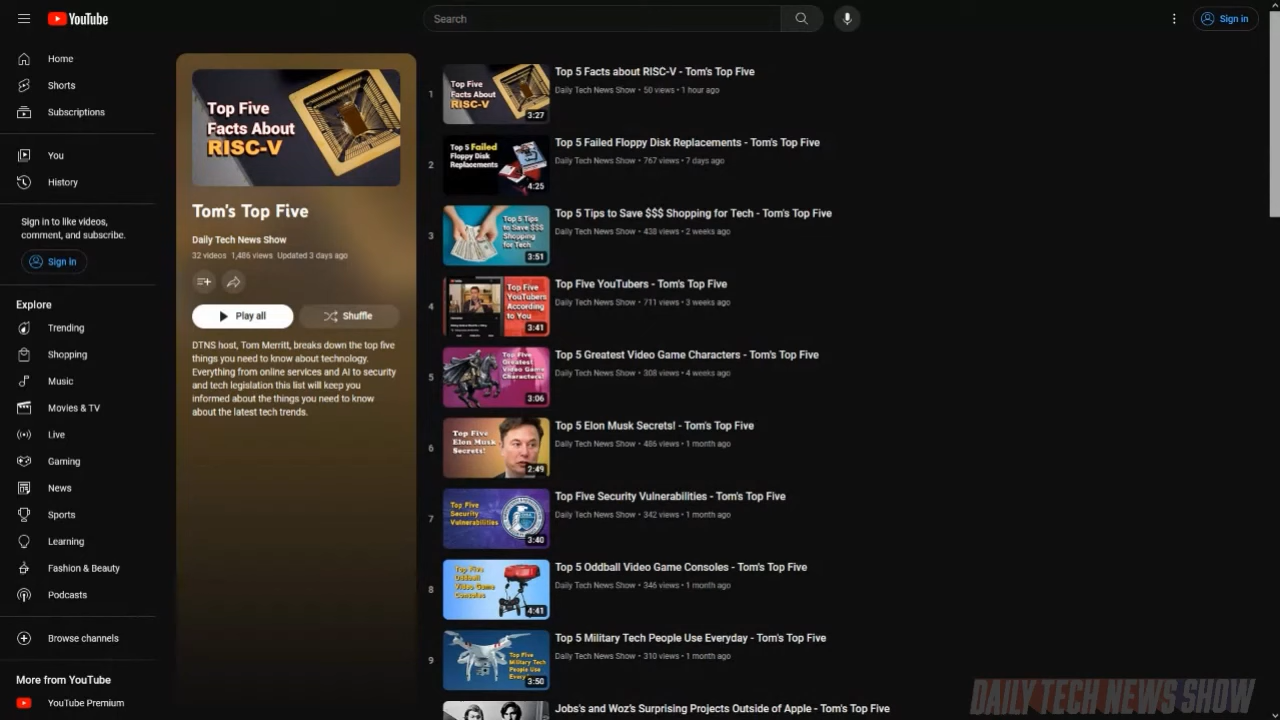 YouTube
Search
Sign in
Home
Shorts
Subscriptions
You
History
Sign in to like videos,
comment, and subscribe.
Sign in
Explore
Trending
Shopping
Music
Movies & TV
Live
Gaming
News
Sports
Learning
Fashion & Beauty
Podcasts
Browse channels
More from YouTube
YouTube Premium
Top Five
Facts About
RISC-V
Tom's Top Five
Daily Tech News Show
32 videos 1,486 views Updated 3 days ago
Play all
Shuffle
DTNS host, Tom Merritt, breaks down the top five
things you need to know about technology.
Everything from online services and AI to security
and tech legislation this list will keep you
informed about the things you need to know
about the latest tech trends.
1
Top Five
Facts About
RISC-V
3:27
Top 5 Facts about RISC-V - Tom's Top Five
Daily Tech News Show • 50 views • 1 hour ago
2
Top 5 Failed
Floppy Disk
Replacements
4:25
Top 5 Failed Floppy Disk Replacements - Tom's Top Five
Daily Tech News Show • 767 views • 7 days ago
3
Top 5 Tips
to Save $$$
Shopping
for Tech
3:51
Top 5 Tips to Save $$$ Shopping for Tech - Tom's Top Five
Daily Tech News Show • 438 views • 2 weeks ago
4
Top Five
YouTubers
According
to You
3:41
Top Five YouTubers - Tom's Top Five
Daily Tech News Show • 711 views • 3 weeks ago
5
Top Five
Greatest
Video Game
Characters!
3:06
Top 5 Greatest Video Game Characters - Tom's Top Five
Daily Tech News Show • 308 views • 4 weeks ago
6
Top Five
Elon Musk
Secrets!
2:49
Top 5 Elon Musk Secrets! - Tom's Top Five
Daily Tech News Show • 486 views • 1 month ago
7
Top Five
Security
Vulnerabilities
3:40
Top Five Security Vulnerabilities - Tom's Top Five
Daily Tech News Show • 342 views • 1 month ago
8
Top Five
Oddball
Video Game
Consoles
4:41
Top 5 Oddball Video Game Consoles - Tom's Top Five
Daily Tech News Show • 346 views • 1 month ago
9
Top Five
Military Tech
People Use
3:50
Top 5 Military Tech People Use Everyday - Tom's Top Five
Daily Tech News Show • 310 views • 1 month ago
Jobs's and Woz's Surprising Projects Outside of Apple - Tom's Top Five
DAILY TECH NEWS SHOW